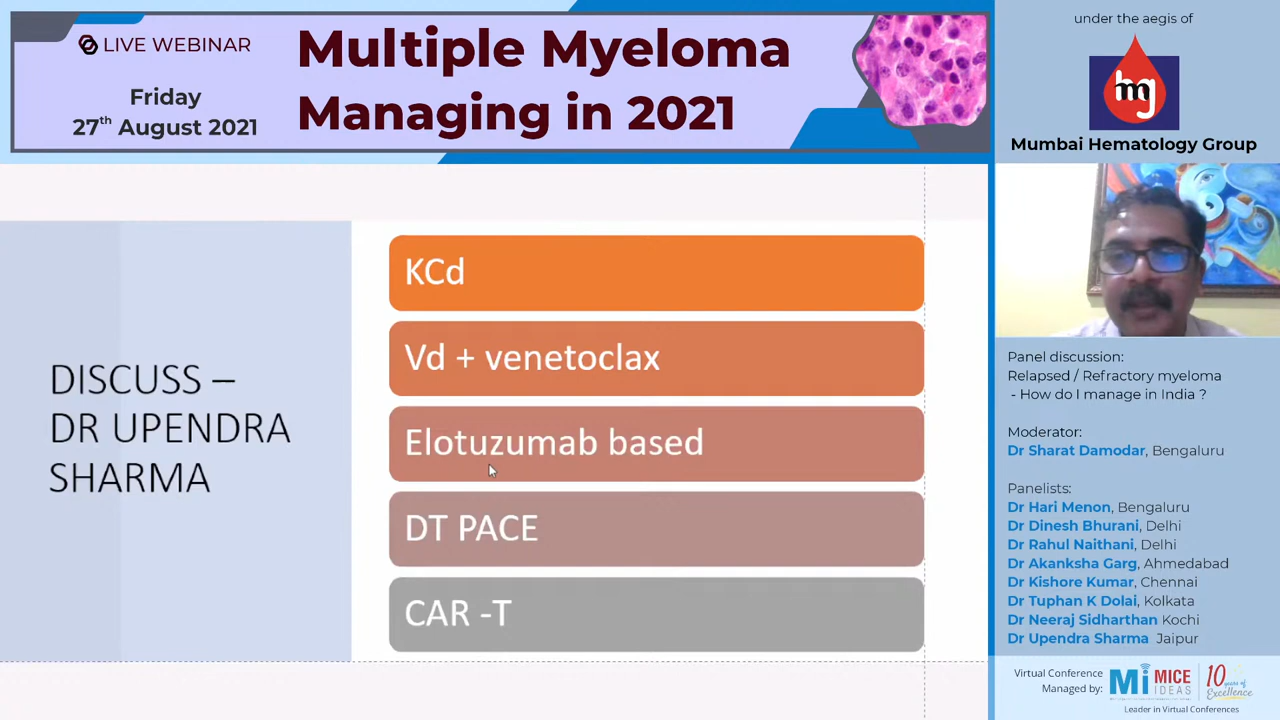 LIVE WEBINAR
Friday
27th August 2021
Multiple Myeloma
Managing in 2021
under the aegis of
hmg
Mumbai Hematology Group
DISCUSS –
DR UPENDRA
SHARMA
KCd
Vd + venetoclax
Elotuzumab based
DT PACE
CAR -T
Panel discussion:
Relapsed / Refractory myeloma
- How do I manage in India ?
Moderator:
Dr Sharat Damodar, Bengaluru
Panelists:
Dr Hari Menon, Bengaluru
Dr Dinesh Bhurani, Delhi
Dr Rahul Naithani, Delhi
Dr Akanksha Garg, Ahmedabad
Dr Kishore Kumar, Chennai
Dr Tuphan K Dolai, Kolkata
Dr Neeraj Sidharthan Kochi
Dr Upendra Sharma Jaipur
Virtual Conference
Managed by:
Mi MICE
IDEAS
10 years of
Excellence
Leader in Virtual Conferences